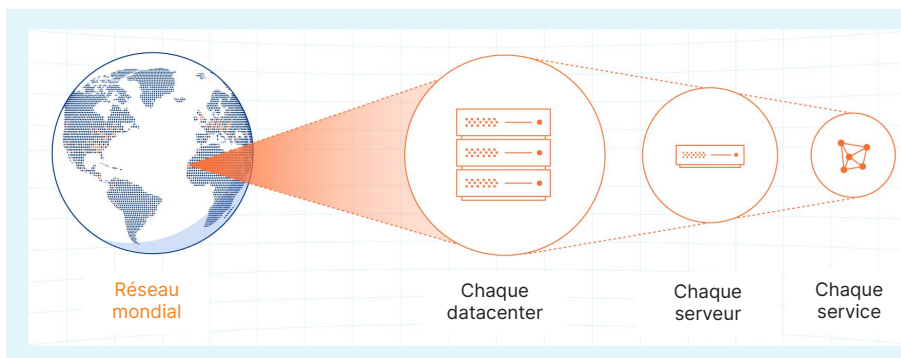 Réseau
mondial
Chaque
datacenter
Chaque
serveur
Chaque
service